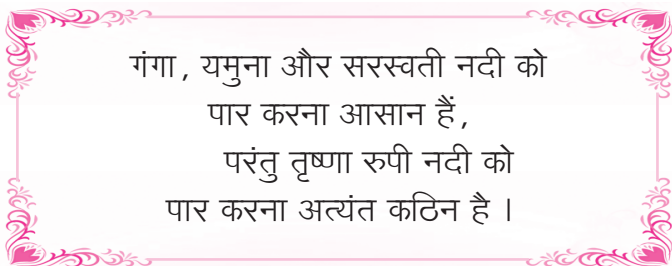 गंगा, यमुना और सरस्वती नदी को
पार करना आसान हैं,
परंतु तृष्णा रुपी नदी को
पार करना अत्यंत कठिन है ।